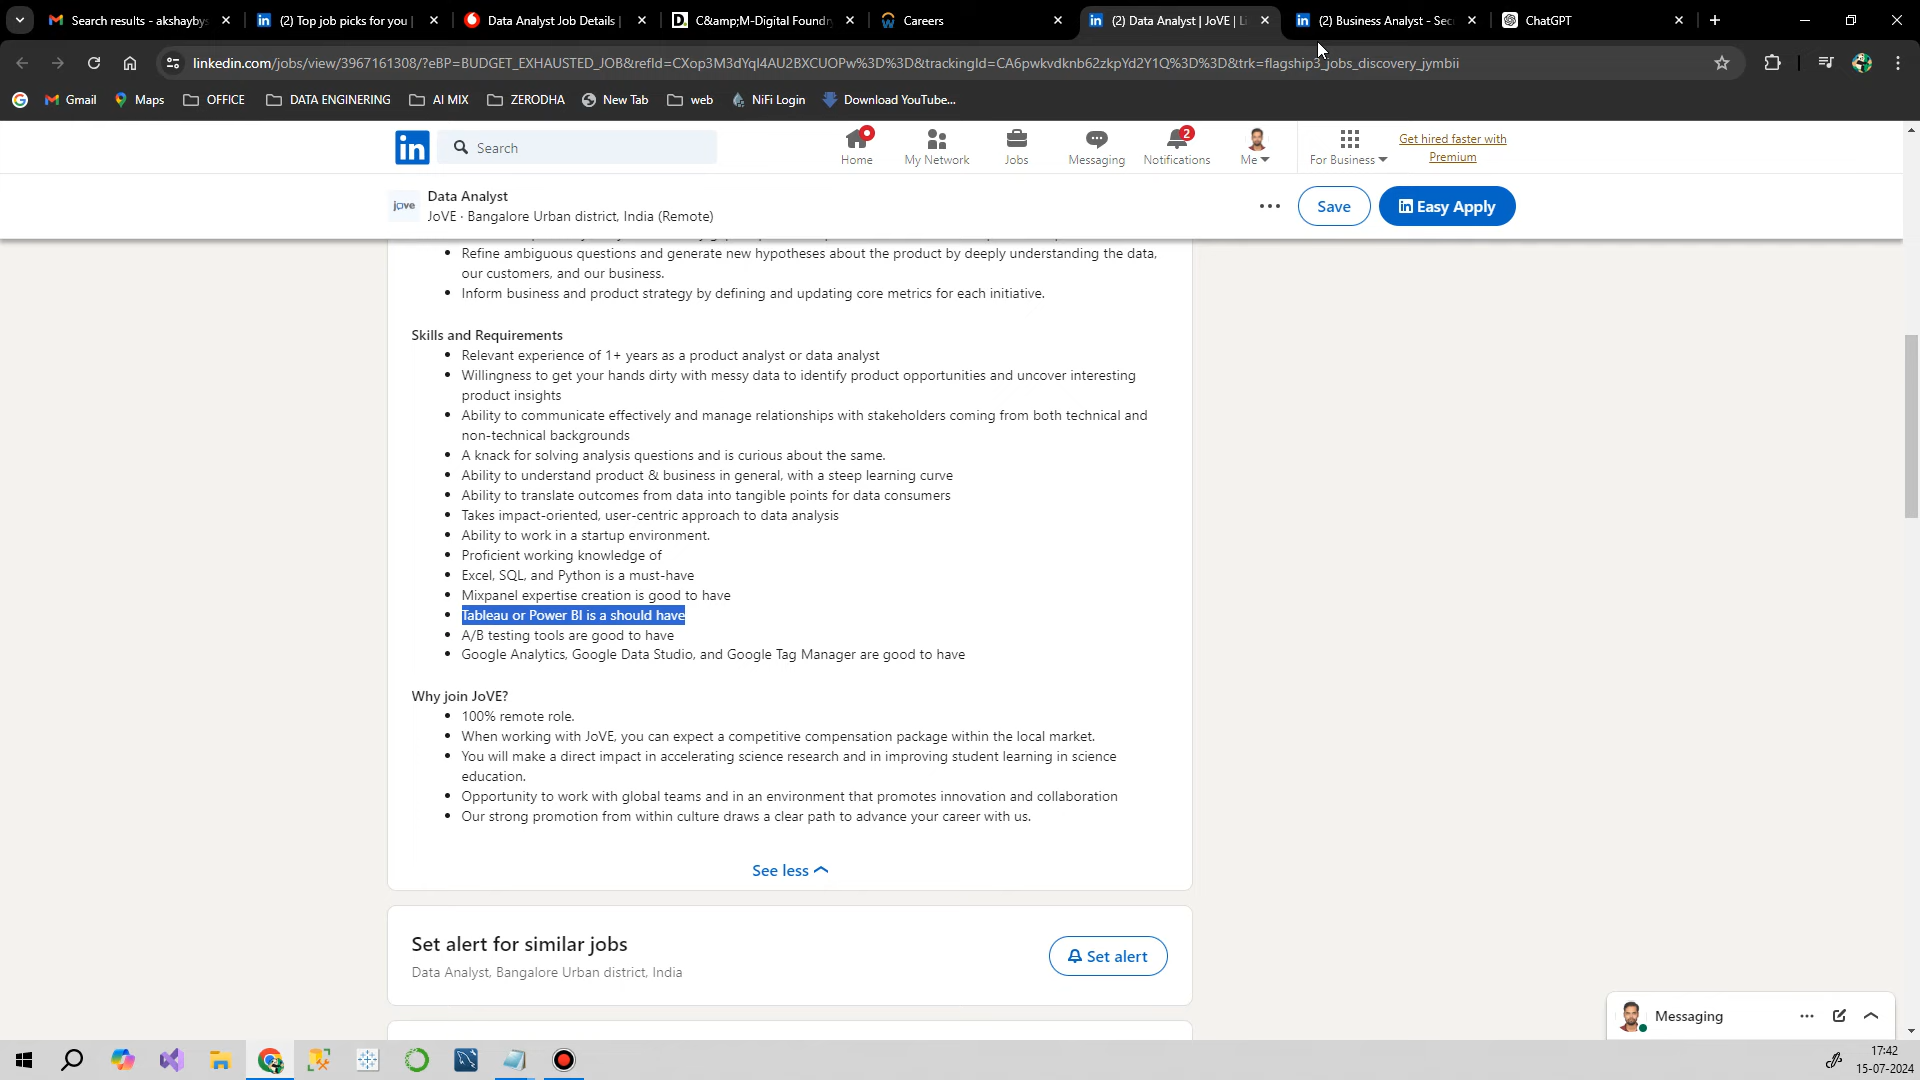 Search results - akshaybys
(2) Top job picks for you |
Data Analyst Job Details |
C&amp;M-Digital Foundr
Careers
(2) Data Analyst | JoVE | Li
(2) Business Analyst - Sec
ChatGPT
linkedin.com/jobs/view/3967161308/?eBP=BUDGET_EXHAUSTED_JOB&refId=CXop3M3dYqI4AU2BXCUOPw%3D%3D&trackingId=CA6pwkvdknb62zkpYd2Y1Q%3D%3D&trk=flagship3_jobs_discovery_jymbii
Gmail
Maps
OFFICE
DATA ENGINERING
AI MIX
ZERODHA
New Tab
web
NiFi Login
Download YouTube...
in
Search
Home
My Network
Jobs
Messaging
2
Notifications
Me
For Business
Get hired faster with
Premium
jove
Data Analyst
JoVE · Bangalore Urban district, India (Remote)
Save
in Easy Apply
Refine ambiguous questions and generate new hypotheses about the product by deeply understanding the data,
our customers, and our business.
Inform business and product strategy by defining and updating core metrics for each initiative.
Skills and Requirements
Relevant experience of 1+ years as a product analyst or data analyst
Willingness to get your hands dirty with messy data to identify product opportunities and uncover interesting
product insights
Ability to communicate effectively and manage relationships with stakeholders coming from both technical and
non-technical backgrounds
A knack for solving analysis questions and is curious about the same.
Ability to understand product & business in general, with a steep learning curve
Ability to translate outcomes from data into tangible points for data consumers
Takes impact-oriented, user-centric approach to data analysis
Ability to work in a startup environment.
Proficient working knowledge of
Excel, SQL, and Python is a must-have
Mixpanel expertise creation is good to have
Tableau or Power BI is a should have
A/B testing tools are good to have
Google Analytics, Google Data Studio, and Google Tag Manager are good to have
Why join JoVE?
100% remote role.
When working with JoVE, you can expect a competitive compensation package within the local market.
You will make a direct impact in accelerating science research and in improving student learning in science
education.
Opportunity to work with global teams and in an environment that promotes innovation and collaboration
Our strong promotion from within culture draws a clear path to advance your career with us.
See less
Set alert for similar jobs
Data Analyst, Bangalore Urban district, India
Set alert
Messaging
17:42
15-07-2024